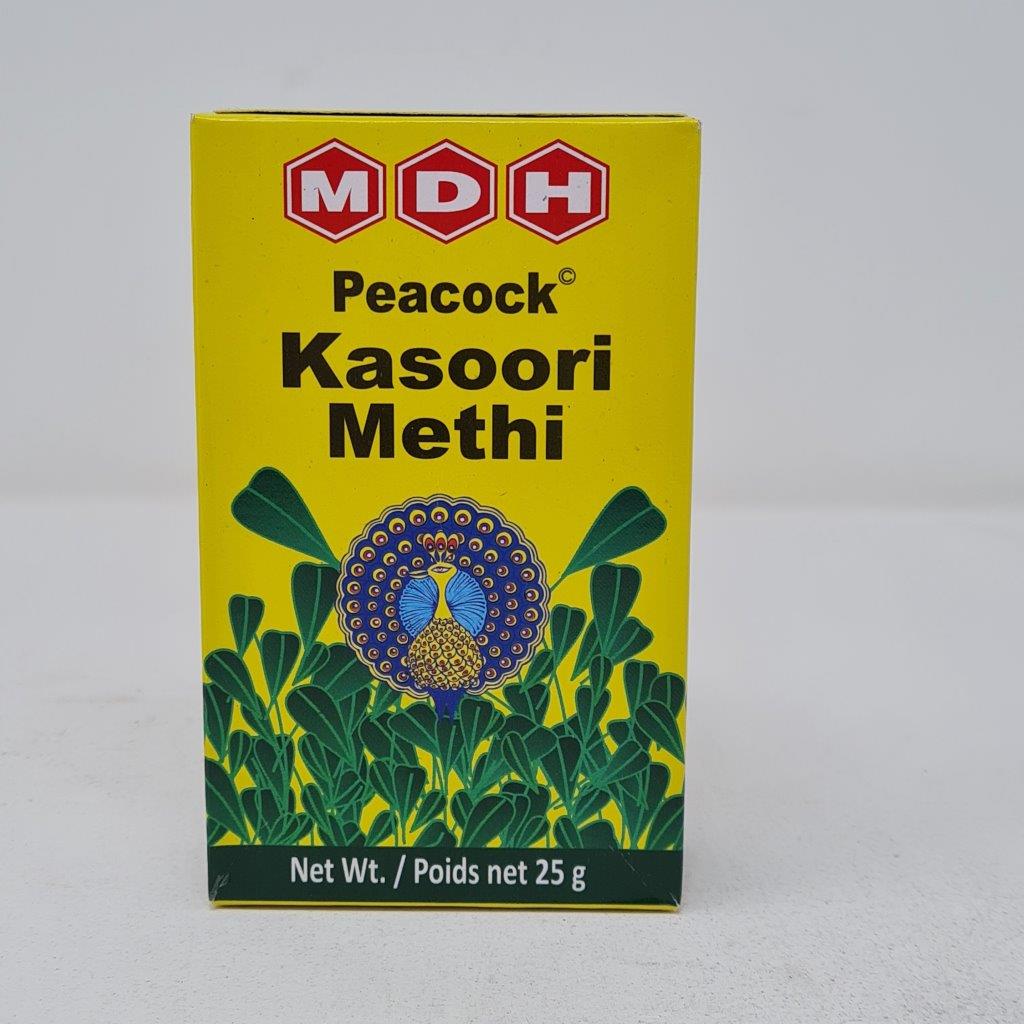 MDH
Peacock©
Kasoori
Methi
Net Wt. / Poids net 25 g